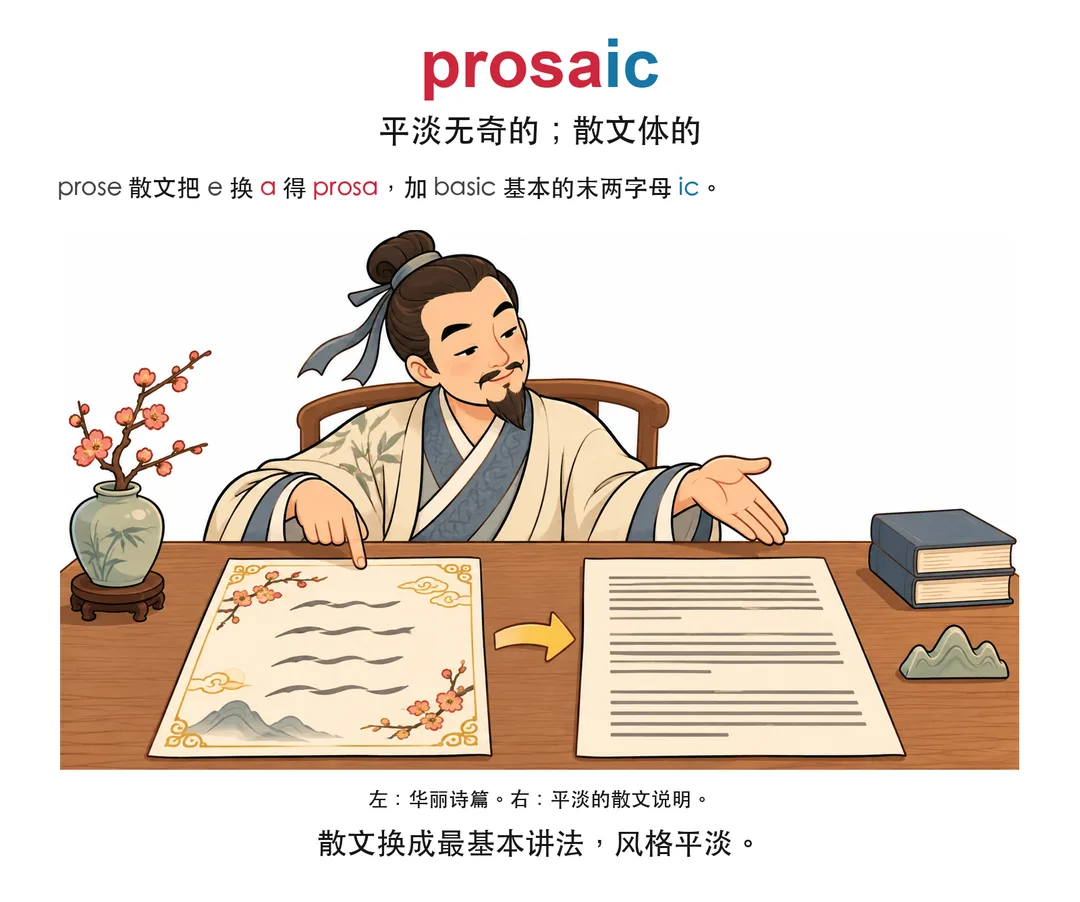 prosaic
平淡无奇的；散文体的
prose 散文把 e 换 a 得 prosa，加 basic 基本的末两字母 ic。
左：华丽诗篇。右：平淡的散文说明。
散文换成最基本讲法，风格平淡。